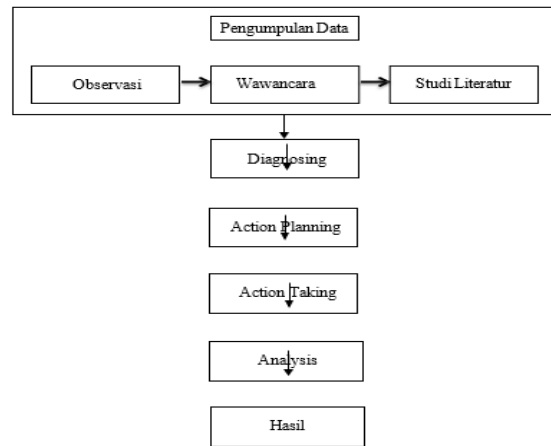 Pengumpulan Data
Observasi
Wawancara
Studi Literatur
Diagnosing
Action Planning
Action Taking
Analysis
Hasil